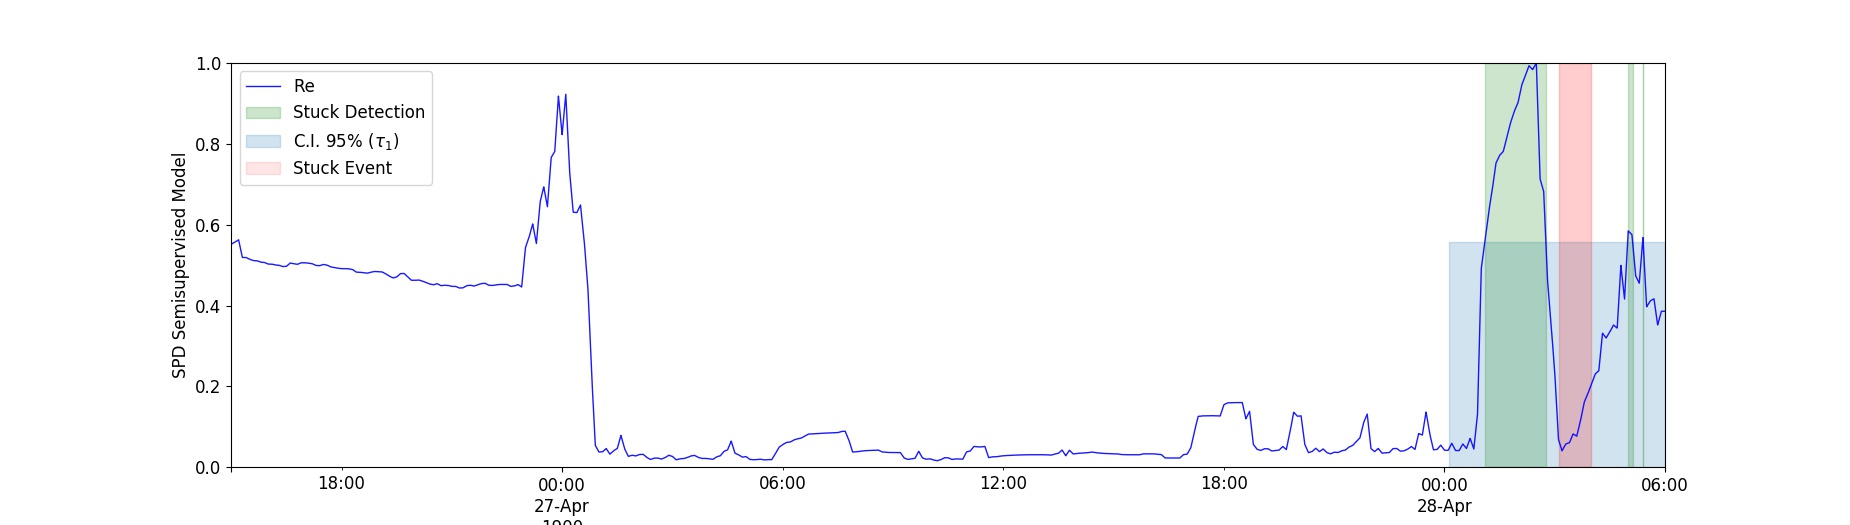 1.0
0.8
0.6
0.4
0.2
0.0
SPD Semisupervised Model
Re
Stuck Detection
C.I. 95% (τ₁)
Stuck Event
18:00
00:00
27-Apr
1900
06:00
12:00
18:00
00:00
28-Apr
06:00